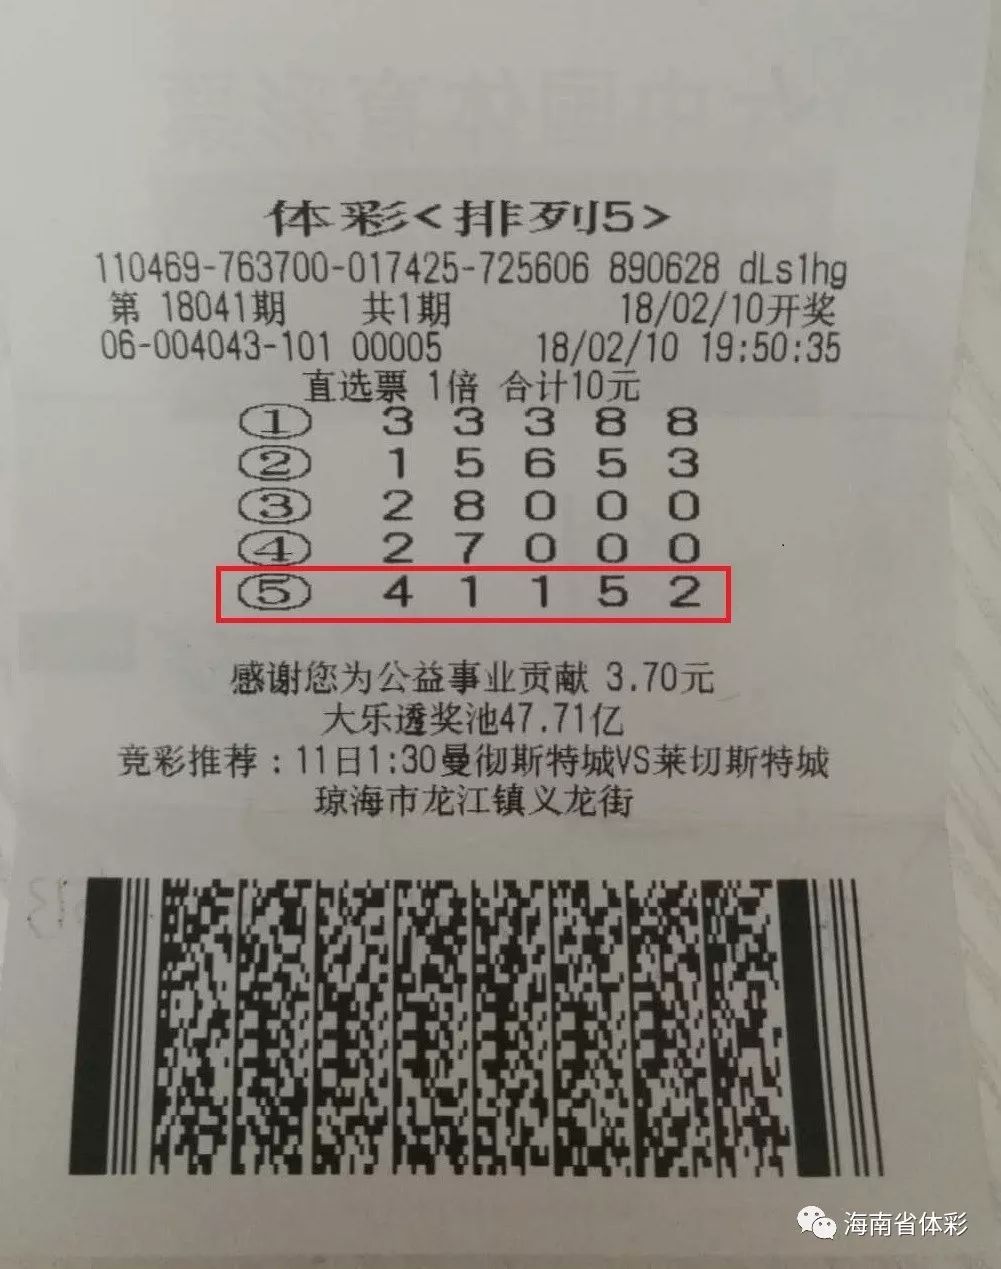 体彩<排列5>
110469-763700-017425-725606 890628 dLs1hg
第 18041期 共1期 18/02/10开奖
06-004043-101 00005 18/02/10 19:50:35
直选票 1倍 合计10元
① 3 3 3 8 8
② 1 5 6 5 3
③ 2 8 0 0 0
④ 2 7 0 0 0
⑤ 4 1 1 5 2
感谢您为公益事业贡献 3.70元
大乐透奖池47.71亿
竞彩推荐：11日1:30曼彻斯特城VS莱切斯特城
琼海市龙江镇义龙街
海南省体彩